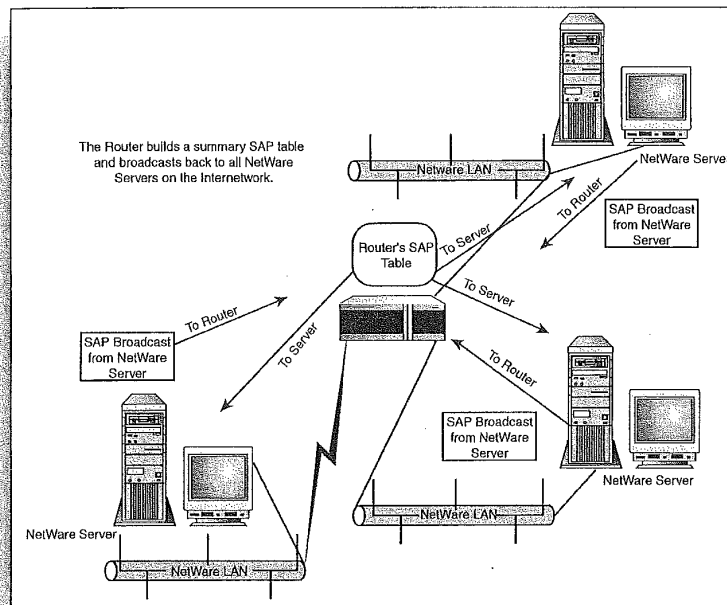 The Router builds a summary SAP table
and broadcasts back to all NetWare
Servers on the Internetwork.
NetWare Serve
Netware LAN
To Router
SAP Broadcast
from NetWare
Server
To Server
Router's SAP
Table
To Server
To Router
To Server
SAP Broadcast
from NetWare
Server
To Router
SAP Broadcast
from NetWare
Server
NetWare Server
NetWare LAN
NetWare Server
NetWare LAN